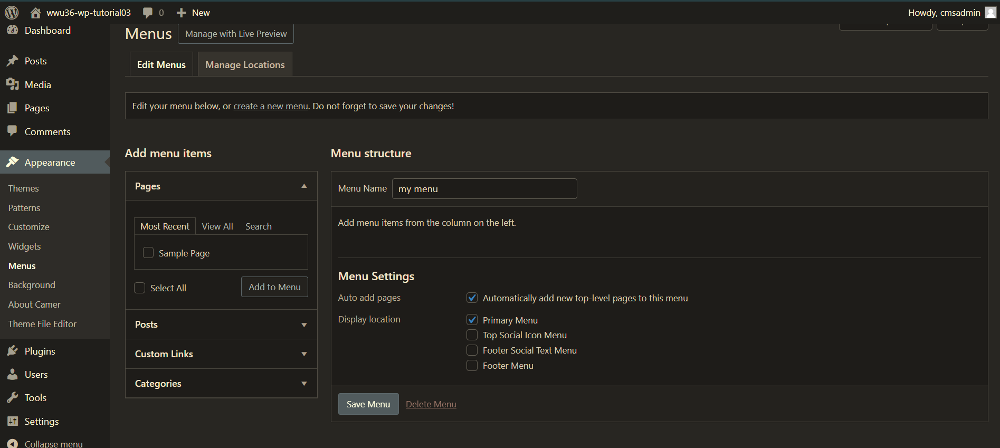 wwu36-wp-tutorial03 0 New Howdy, cmsadmin
Dashboard
Posts
Media
Pages
Comments
Appearance
Themes
Patterns
Customize
Widgets
Menus
Background
About Camer
Theme File Editor
Plugins
Users
Tools
Settings
Collapse menu
Menus Manage with Live Preview
Edit Menus Manage Locations
Edit your menu below, or create a new menu. Do not forget to save your changes!
Add menu items
Pages
Most Recent View All Search
Sample Page
Select All Add to Menu
Posts
Custom Links
Categories
Menu structure
Menu Name my menu
Add menu items from the column on the left.
Menu Settings
Auto add pages Automatically add new top-level pages to this menu
Display location Primary Menu
Top Social Icon Menu
Footer Social Text Menu
Footer Menu
Save Menu Delete Menu